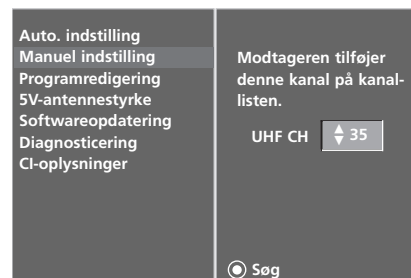 Auto. indstilling
Manuel indstilling
Programredigering
5V-antennestyrke
Softwareopdatering
Diagnosticering
CI-oplysninger
Modtageren tilføjer
denne kanal på kanal-
listen.
UHF CH 35
Søg